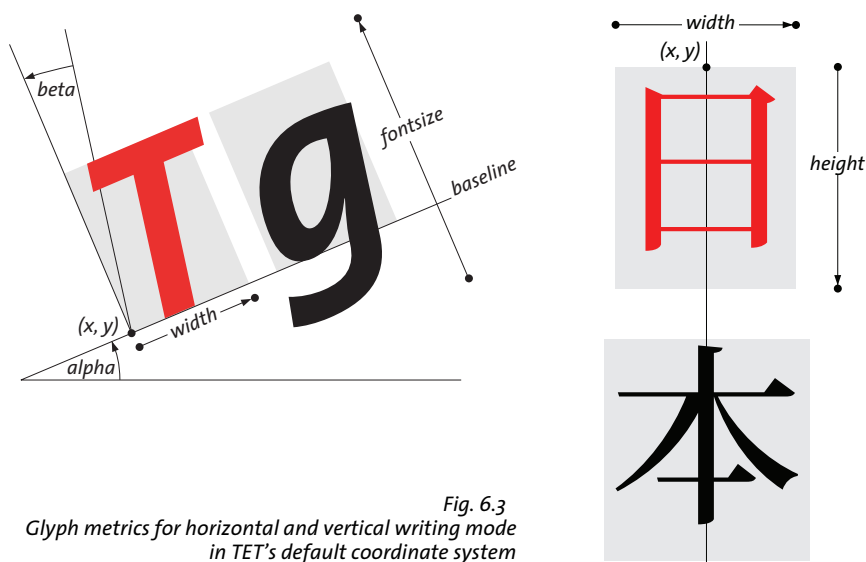 beta
Tg
fontsize
baseline
(x, y)
width
alpha
width
(x, y)
日
height
本
Fig. 6.3
Glyph metrics for horizontal and vertical writing mode
in TET's default coordinate system